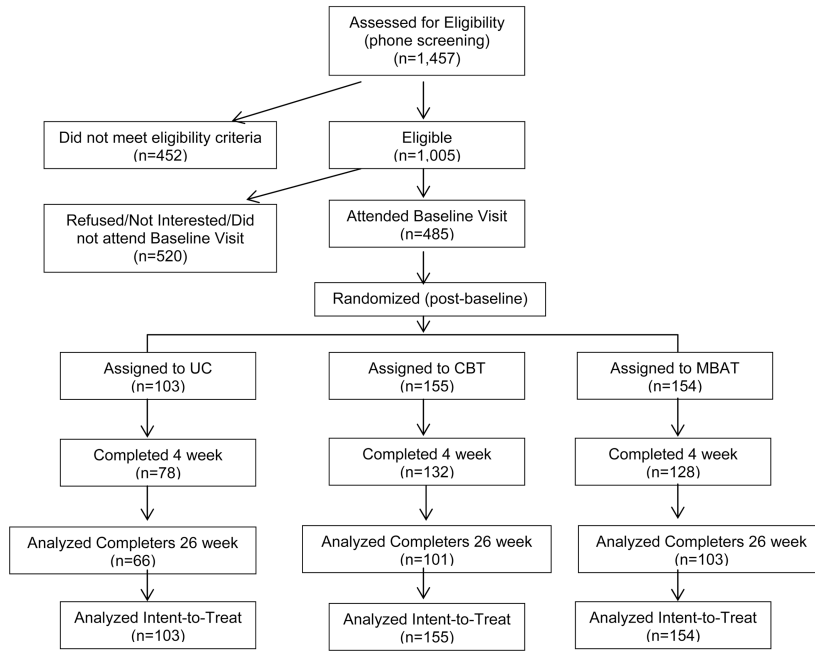 Assessed for Eligibility
(phone screening)
(n=1,457)
Did not meet eligibility criteria
(n=452)
Eligible
(n=1,005)
Refused/Not Interested/Did
not attend Baseline Visit
(n=520)
Attended Baseline Visit
(n=485)
Randomized (post-baseline)
Assigned to UC
(n=103)
Assigned to CBT
(n=155)
Assigned to MBAT
(n=154)
Completed 4 week
(n=78)
Completed 4 week
(n=132)
Completed 4 week
(n=128)
Analyzed Completers 26 week
(n=66)
Analyzed Completers 26 week
(n=101)
Analyzed Completers 26 week
(n=103)
Analyzed Intent-to-Treat
(n=103)
Analyzed Intent-to-Treat
(n=155)
Analyzed Intent-to-Treat
(n=154)